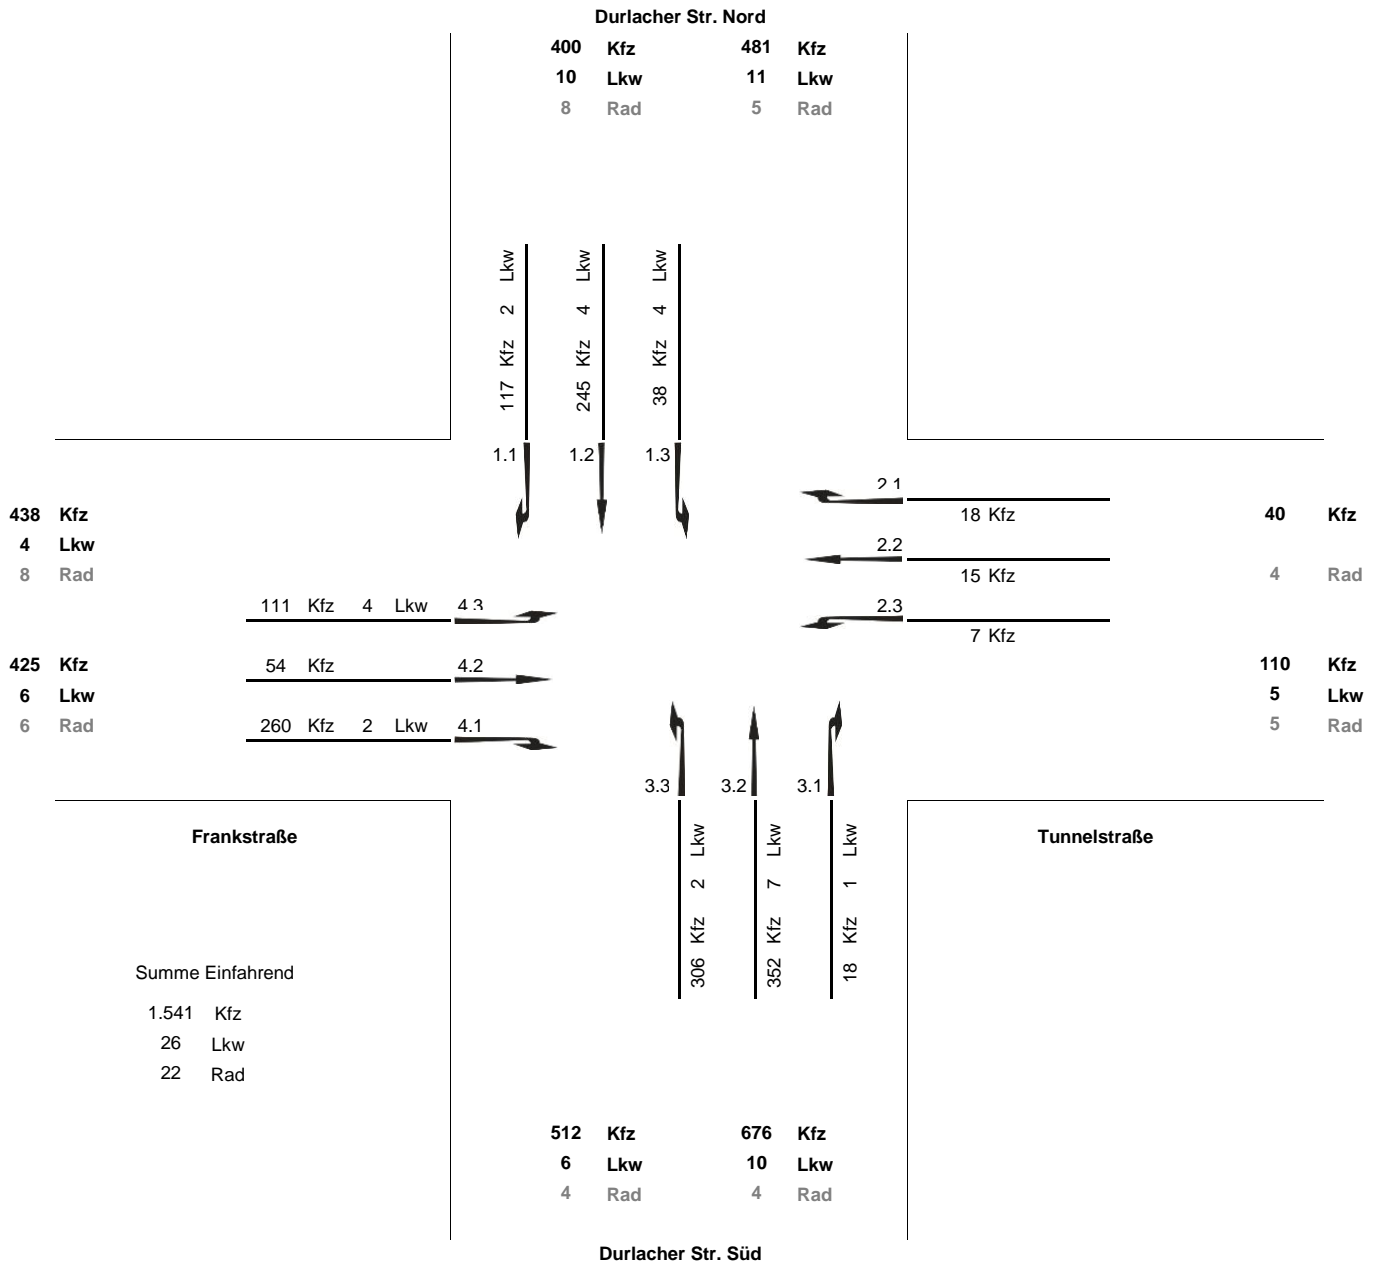 Durlacher Str. Nord
400 Kfz 481 Kfz
10 Lkw 11 Lkw
8 Rad 5 Rad
117 Kfz 2 Lkw
245 Kfz 4 Lkw
38 Kfz 4 Lkw
1.1 1.2 1.3
2.1
18 Kfz
2.2
15 Kfz
2.3
7 Kfz
438 Kfz
4 Lkw
8 Rad
40 Kfz
4 Rad
111 Kfz 4 Lkw 4.3
54 Kfz 4.2
260 Kfz 2 Lkw 4.1
425 Kfz
6 Lkw
6 Rad
110 Kfz
5 Lkw
5 Rad
3.3 3.2 3.1
306 Kfz 2 Lkw
352 Kfz 7 Lkw
18 Kfz 1 Lkw
Frankstraße
Tunnelstraße
Summe Einfahrend
1.541 Kfz
26 Lkw
22 Rad
512 Kfz 676 Kfz
6 Lkw 10 Lkw
4 Rad 4 Rad
Durlacher Str. Süd